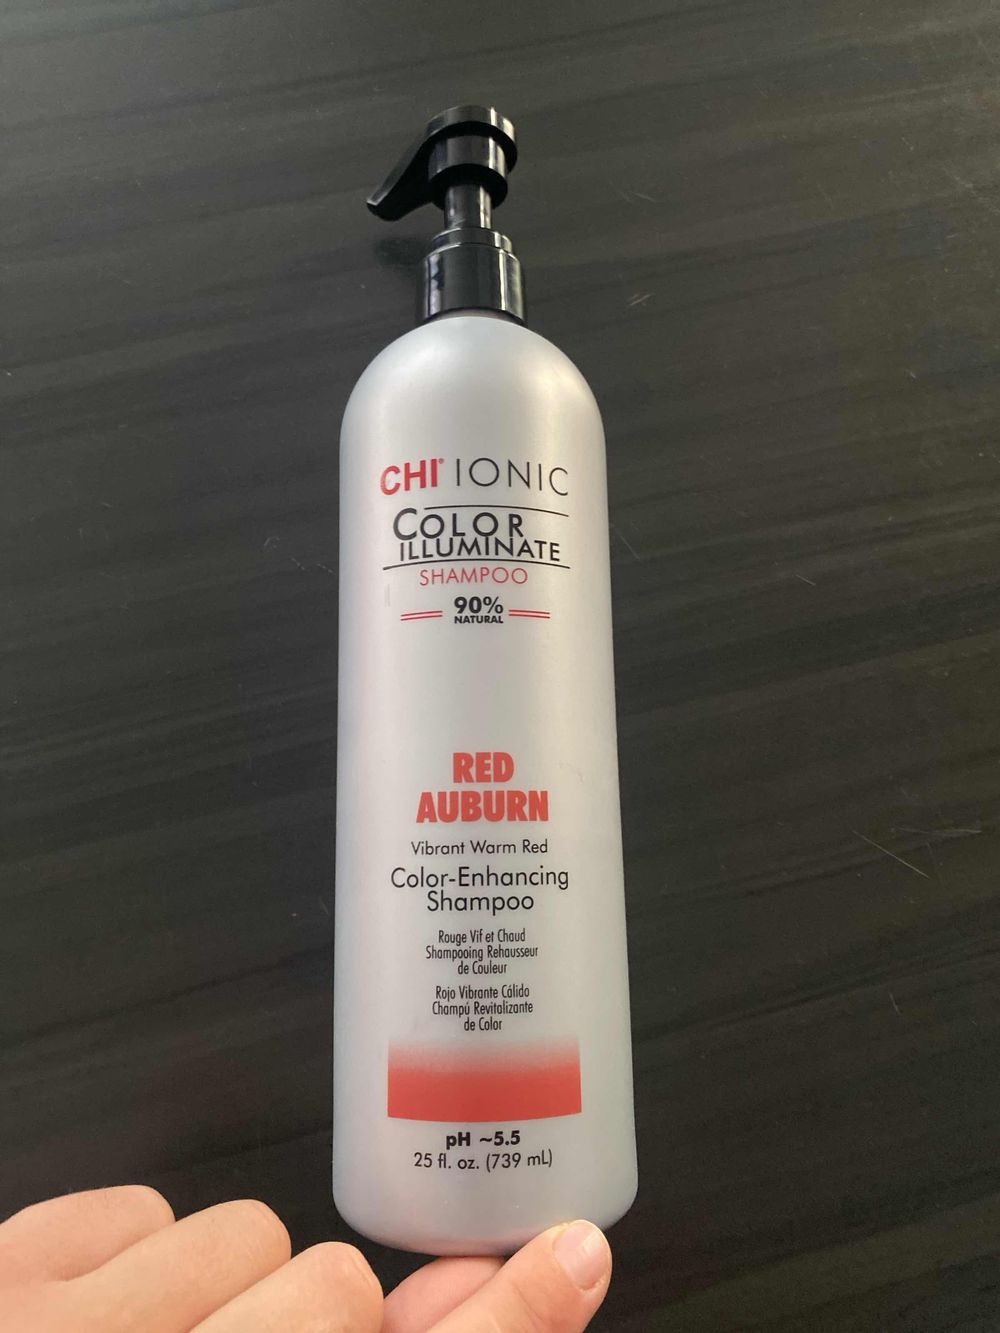 CHI® IONIC
COLOR
ILLUMINATE
SHAMPOO
90%
NATURAL
RED
AUBURN
Vibrant Warm Red
Color-Enhancing
Shampoo
Rouge Vif et Chaud
Shampooing Rehausseur
de Couleur
Rojo Vibrante Cálido
Champú Revitalizante
de Color
pH ~5.5
25 fl. oz. (739 mL)